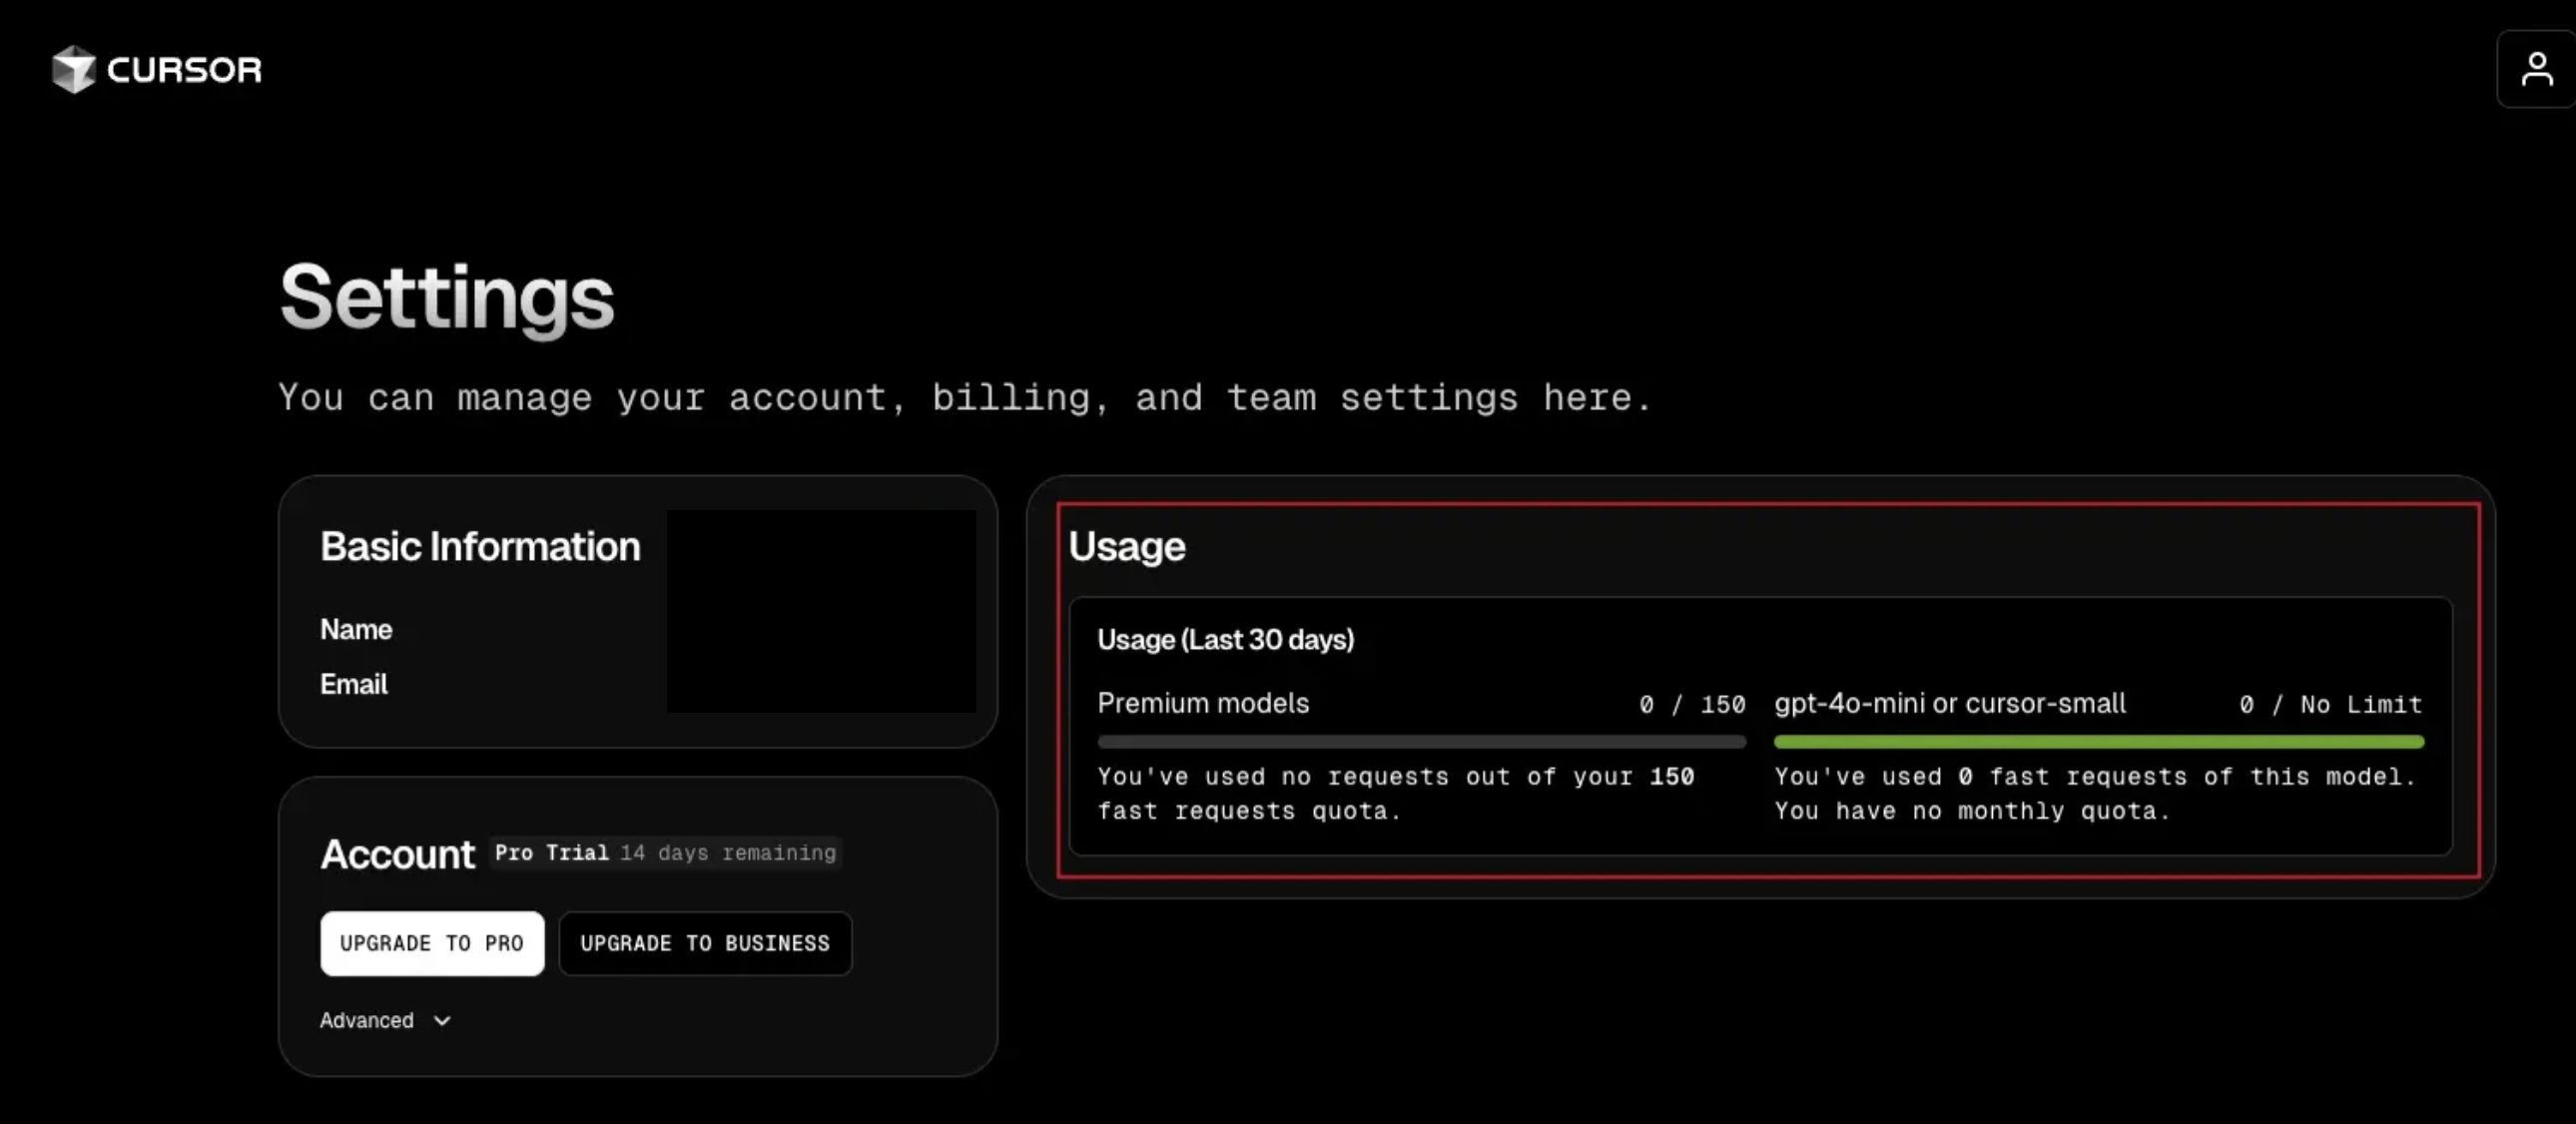 CURSOR
Settings
You can manage your account, billing, and team settings here.
Basic Information
Name
Email
Account Pro Trial 14 days remaining
UPGRADE TO PRO
UPGRADE TO BUSINESS
Advanced
Usage
Usage (Last 30 days)
Premium models 0 / 150
You've used no requests out of your 150
fast requests quota.
gpt-4o-mini or cursor-small 0 / No Limit
You've used 0 fast requests of this model.
You have no monthly quota.